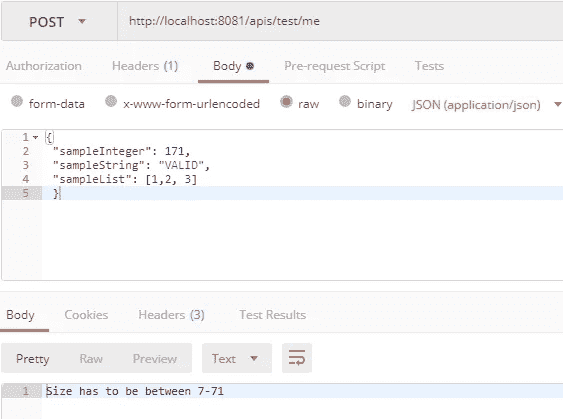 POST http://localhost:8081/apis/test/me
Authorization Headers (1) Body Pre-request Script Tests
form-data x-www-form-urlencoded raw binary JSON (application/json)
1 {
2 "sampleInteger": 171,
3 "sampleString": "VALID",
4 "sampleList": [1,2, 3]
5 }
Body Cookies Headers (3) Test Results
Pretty Raw Preview Text
1 Size has to be between 7-71